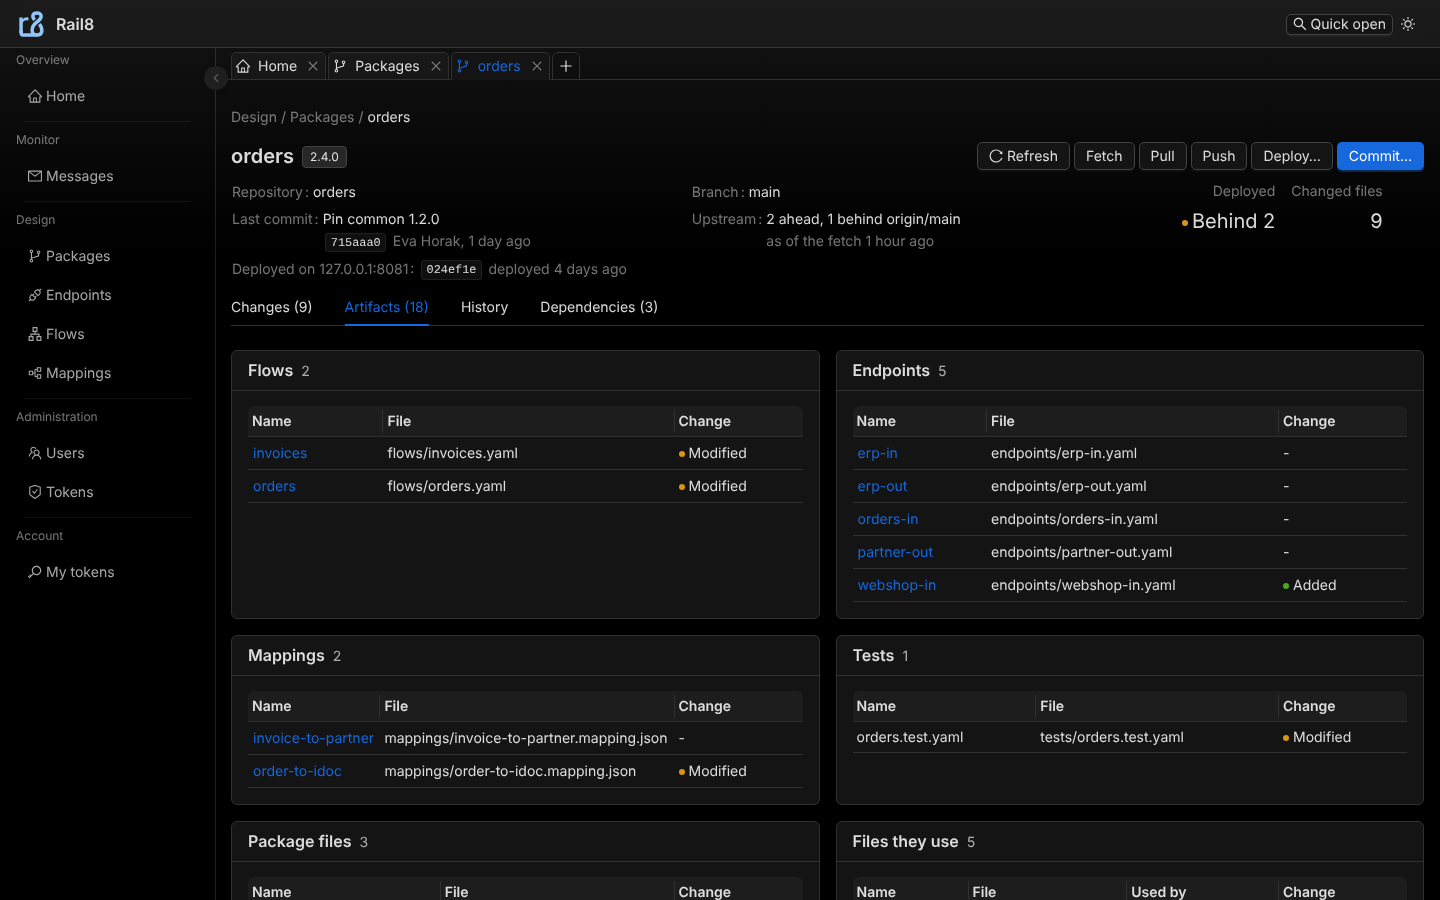 r8 Rail8
Quick open
Overview
Home
Monitor
Messages
Design
Packages
Endpoints
Flows
Mappings
Administration
Users
Tokens
Account
My tokens
Home
Packages
orders
Design / Packages / orders
orders 2.4.0
Refresh Fetch Pull Push Deploy... Commit...
Repository: orders
Branch: main
Last commit: Pin common 1.2.0
715aaa0 Eva Horak, 1 day ago
Upstream: 2 ahead, 1 behind origin/main
as of the fetch 1 hour ago
Deployed
Behind 2
Changed files
9
Deployed on 127.0.0.1:8081: 024ef1e deployed 4 days ago
Changes (9) Artifacts (18) History Dependencies (3)
Flows 2
Name File Change
invoices flows/invoices.yaml Modified
orders flows/orders.yaml Modified
Endpoints 5
Name File Change
erp-in endpoints/erp-in.yaml -
erp-out endpoints/erp-out.yaml -
orders-in endpoints/orders-in.yaml -
partner-out endpoints/partner-out.yaml -
webshop-in endpoints/webshop-in.yaml Added
Mappings 2
Name File Change
invoice-to-partner mappings/invoice-to-partner.mapping.json -
order-to-idoc mappings/order-to-idoc.mapping.json Modified
Tests 1
Name File Change
orders.test.yaml tests/orders.test.yaml Modified
Package files 3
Name File Change
Files they use 5
Name File Used by Change